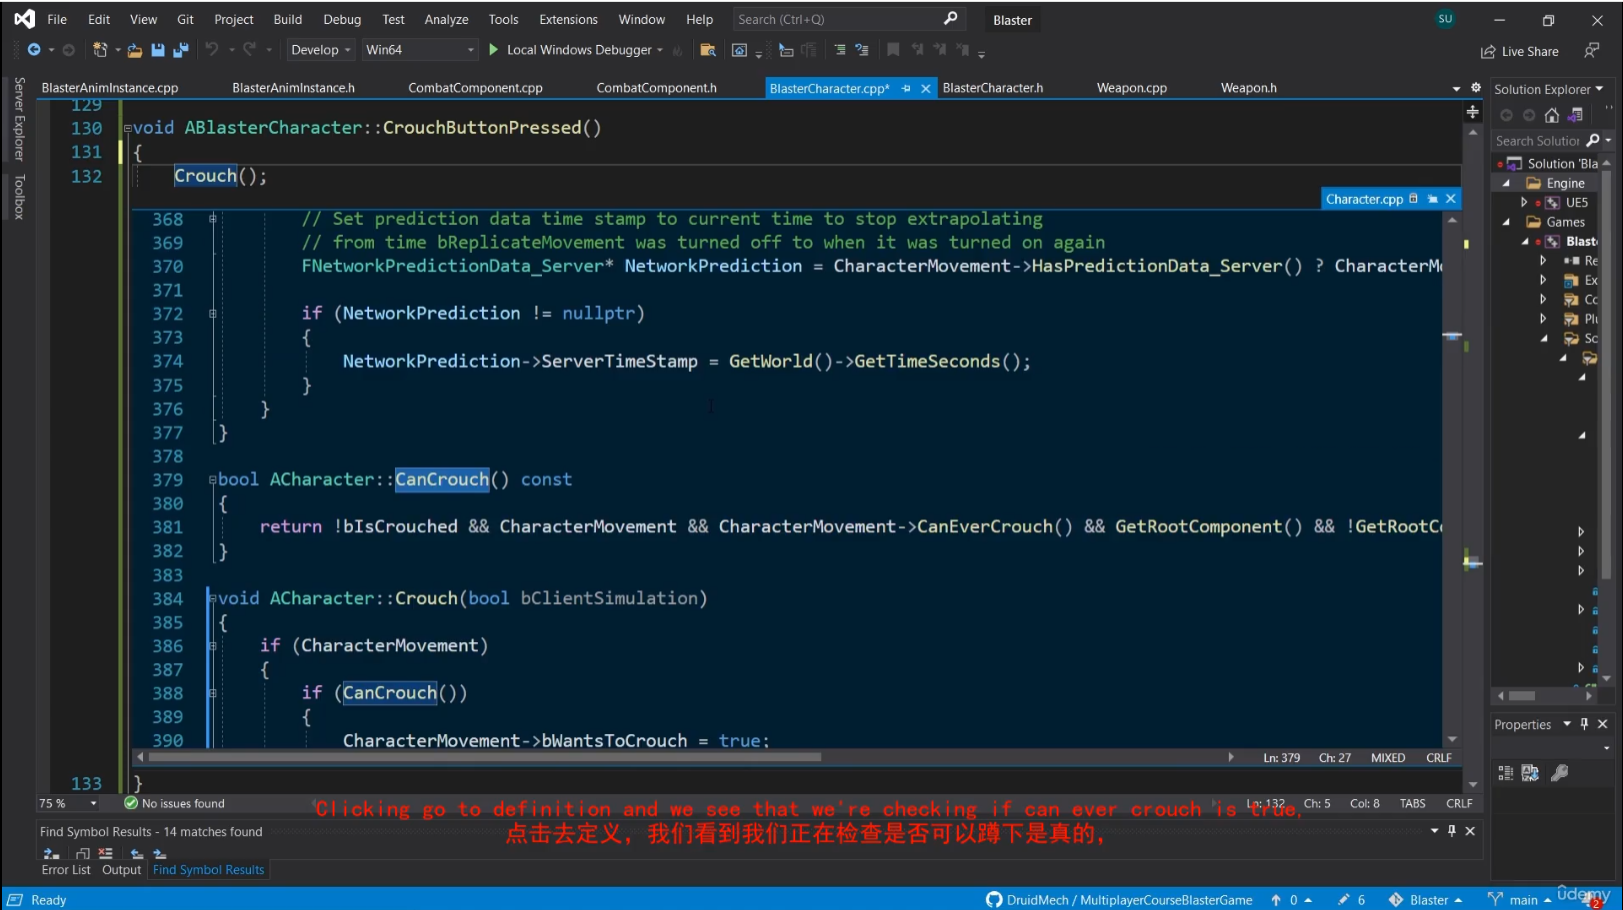 File Edit View Git Project Build Debug Test Analyze Tools Extensions Window Help Search (Ctrl+Q) Blaster SU
Develop Win64 Local Windows Debugger Live Share
BlasterAnimInstance.cpp BlasterAnimInstance.h CombatComponent.cpp CombatComponent.h BlasterCharacter.cpp* BlasterCharacter.h Weapon.cpp Weapon.h
Server Explorer
Toolbox
129
130 void ABlasterCharacter::CrouchButtonPressed()
131 {
132 Crouch();
Character.cpp
368 // Set prediction data time stamp to current time to stop extrapolating
369 // from time bReplicateMovement was turned off to when it was turned on again
370 FNetworkPredictionData_Server* NetworkPrediction = CharacterMovement->HasPredictionData_Server() ? CharacterMo
371
372 if (NetworkPrediction != nullptr)
373 {
374 NetworkPrediction->ServerTimeStamp = GetWorld()->GetTimeSeconds();
375 }
376 }
377 }
378
379 bool ACharacter::CanCrouch() const
380 {
381 return !bIsCrouched && CharacterMovement && CharacterMovement->CanEverCrouch() && GetRootComponent() && !GetRootCo
382 }
383
384 void ACharacter::Crouch(bool bClientSimulation)
385 {
386 if (CharacterMovement)
387 {
388 if (CanCrouch())
389 {
390 CharacterMovement->bWantsToCrouch = true;
Ln: 379 Ch: 27 MIXED CRLF
133 }
75 % No issues found Ln: 132 Ch: 5 Col: 8 TABS CRLF
Clicking go to definition and we see that we're checking if can ever crouch is true,
点击去定义，我们看到我们正在检查是否可以蹲下是真的，
Find Symbol Results - 14 matches found
Error List Output Find Symbol Results
Solution Explorer
Search Solutio
Solution 'Bla
Engine
UE5
Games
Blaste
Re
Ex
Co
Plu
So
Properties
Ready DruidMech / MultiplayerCourseBlasterGame 0 6 Blaster main 2
ûdemy